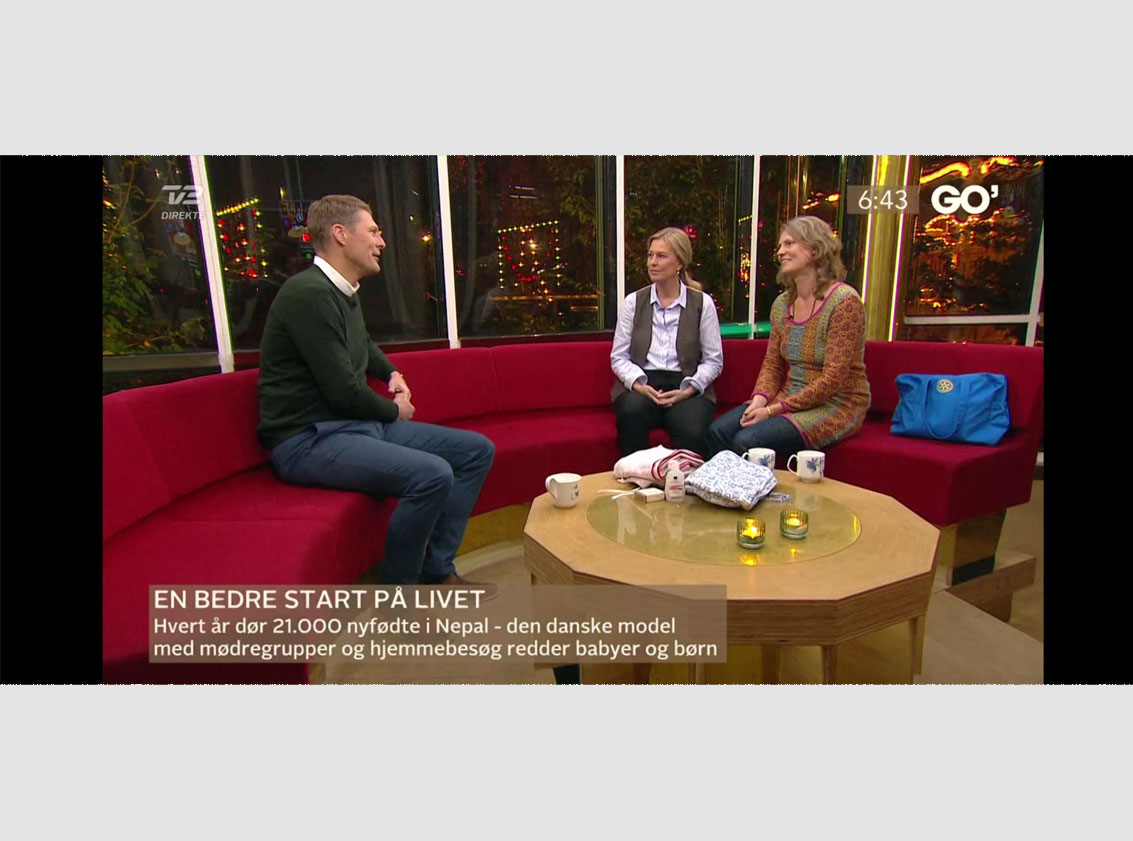 TV3
DIREKTE
6:43 GO'
EN BEDRE START PÅ LIVET
Hvert år dør 21.000 nyfødte i Nepal - den danske model
med mødregrupper og hjemmebesøg redder babyer og børn